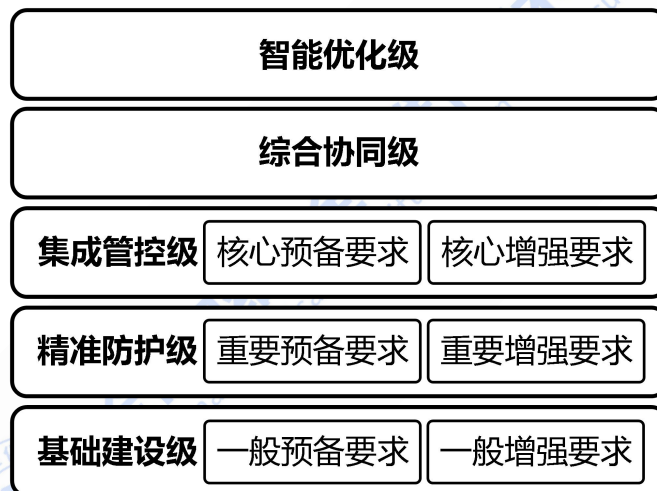 智能优化级
综合协同级
集成管控级 核心预备要求 核心增强要求
精准防护级 重要预备要求 重要增强要求
基础建设级 一般预备要求 一般增强要求